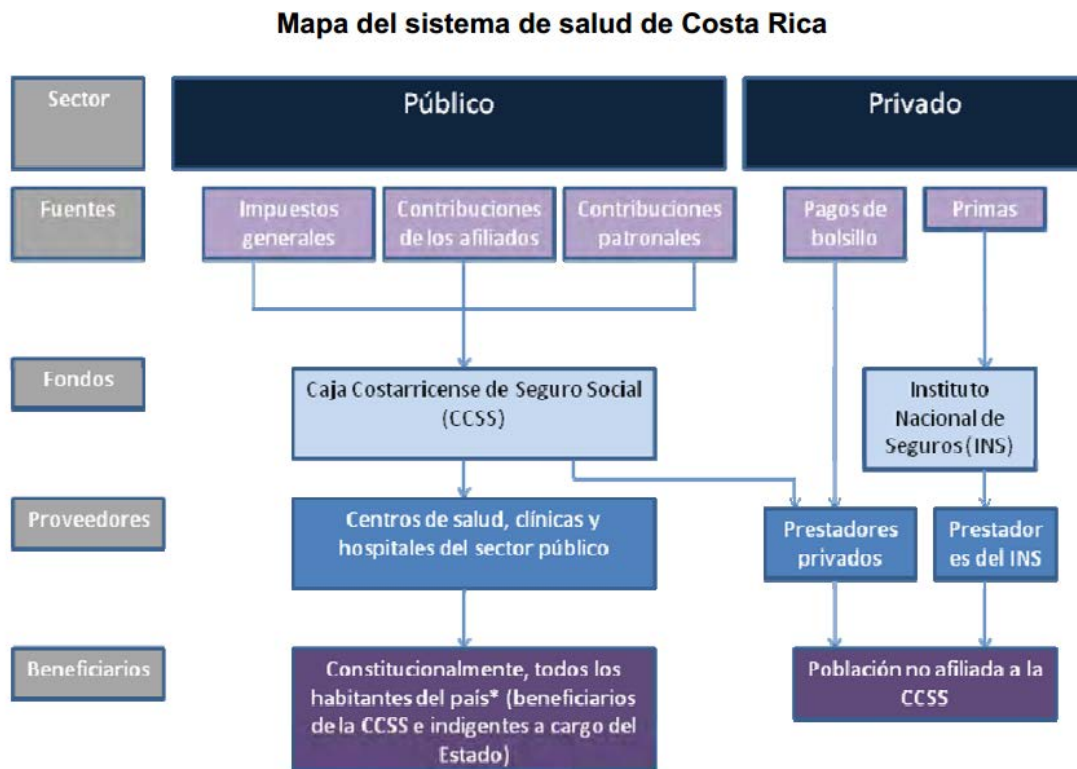 Mapa del sistema de salud de Costa Rica
Sector
Público
Privado
Fuentes
Impuestos
generales
Contribuciones
de los afiliados
Contribuciones
patronales
Pagos de
bolsillo
Primas
Fondos
Caja Costarricense de Seguro Social
(CCSS)
Instituto
Nacional de
Seguros (INS)
Proveedores
Centros de salud, clínicas y
hospitales del sector público
Prestadores
privados
Prestador
es del INS
Beneficiarios
Constitucionalmente, todos los
habitantes del país* (beneficiarios
de la CCSS e indigentes a cargo del
Estado)
Población no afiliada a la
CCSS